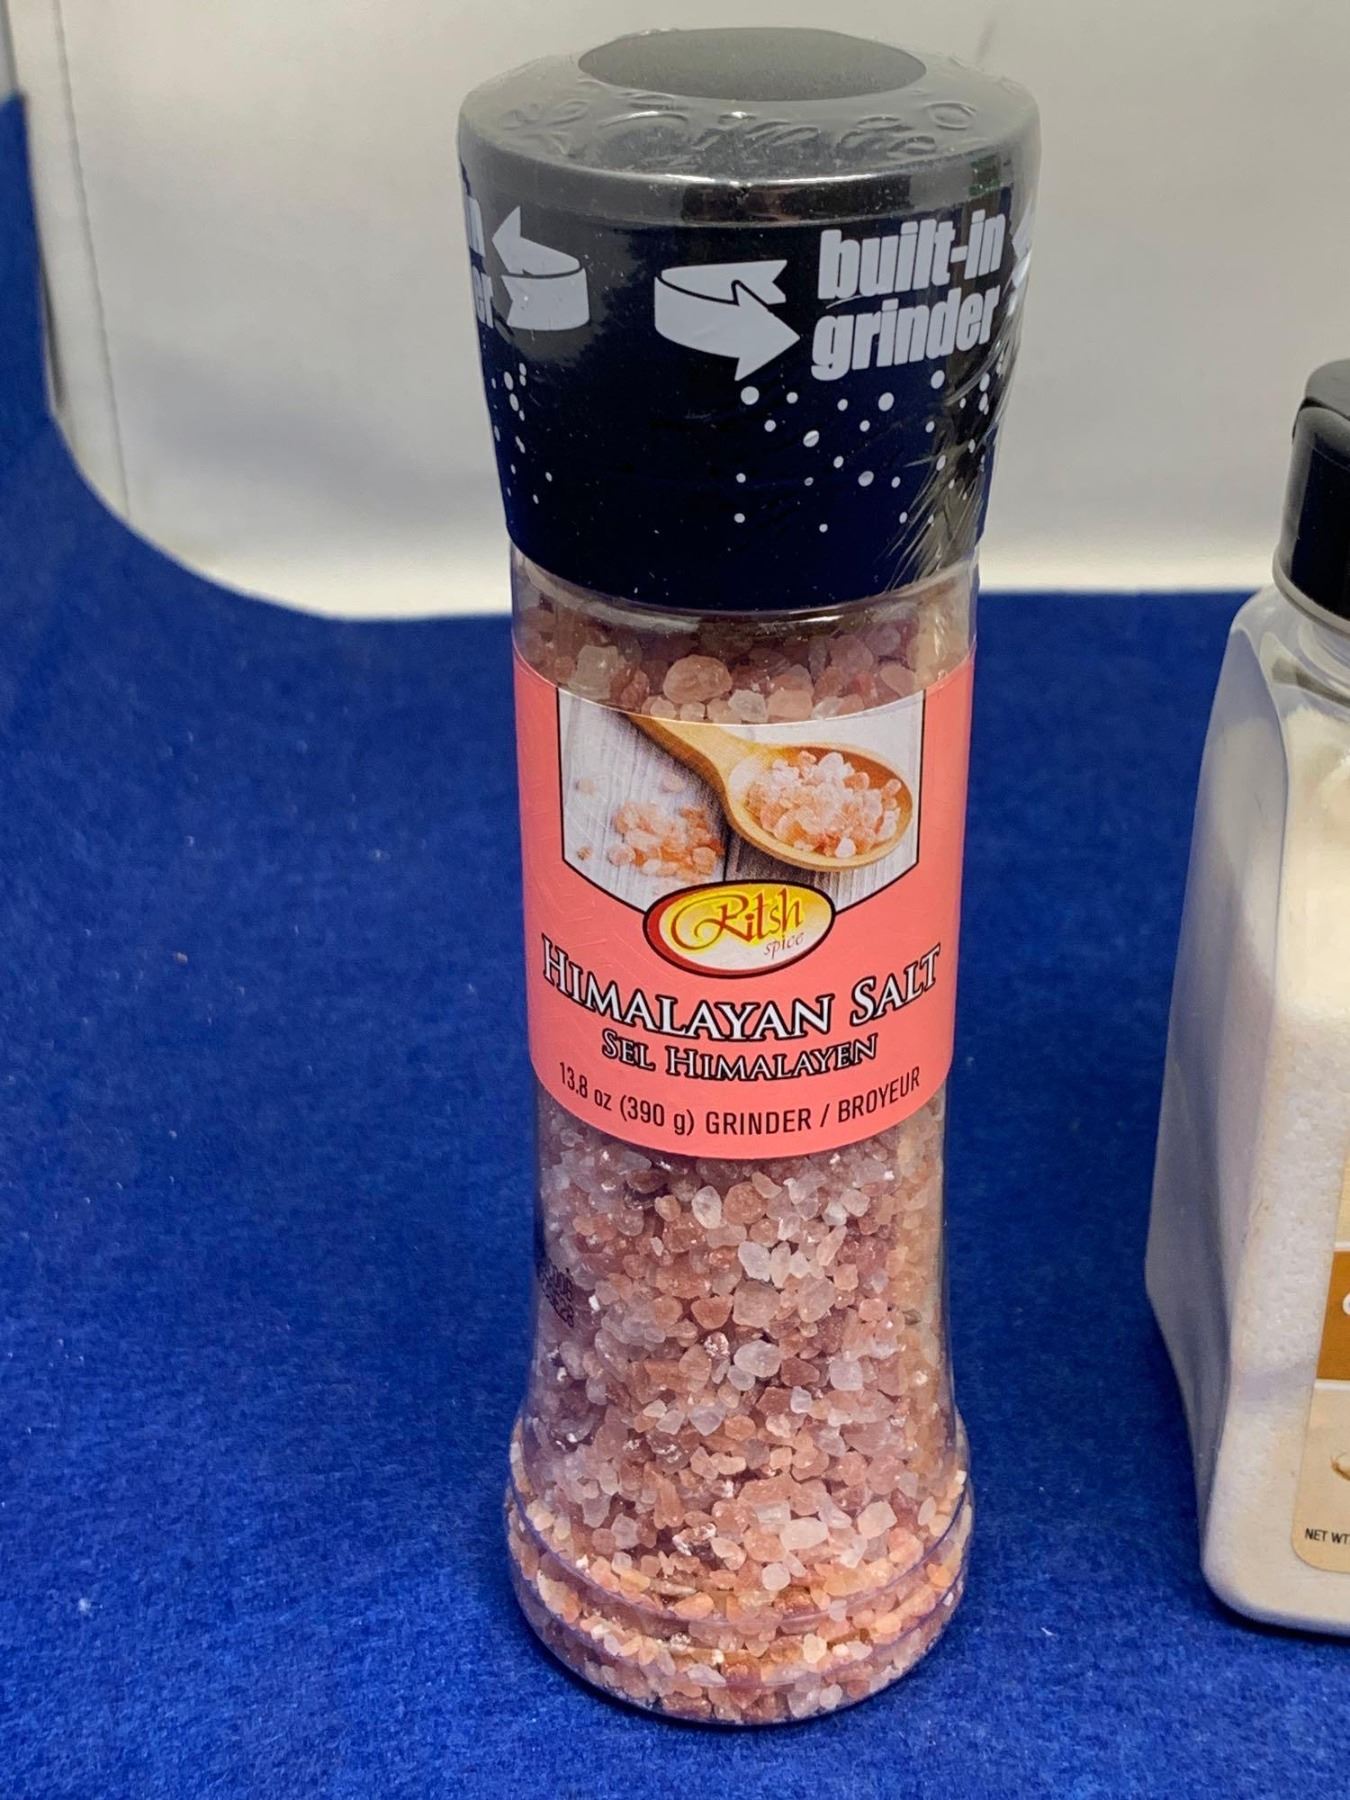 built-in
grinder
Ritsh
spice
HIMALAYAN SALT
SEL HIMALAYEN
13.8 oz (390 g) GRINDER / BROYEUR
NET WT